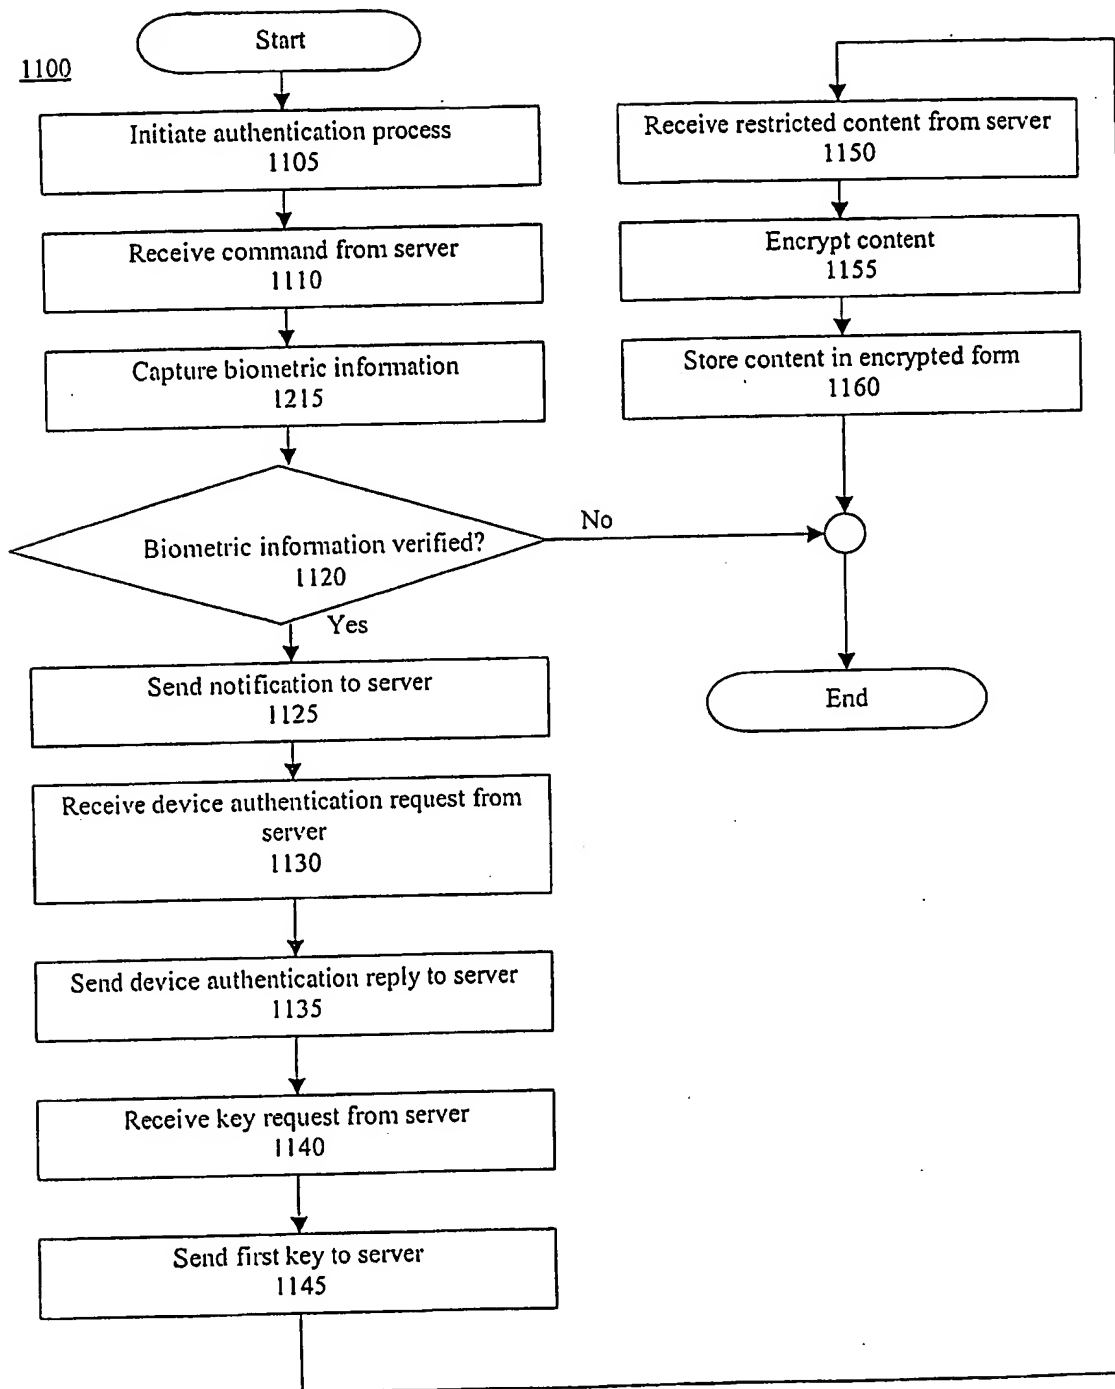 Start
1100
Initiate authentication process
1105
Receive command from server
1110
Capture biometric information
1215
Biometric information verified?
1120
No
Yes
Send notification to server
1125
Receive device authentication request from
server
1130
Send device authentication reply to server
1135
Receive key request from server
1140
Send first key to server
1145
Receive restricted content from server
1150
Encrypt content
1155
Store content in encrypted form
1160
End